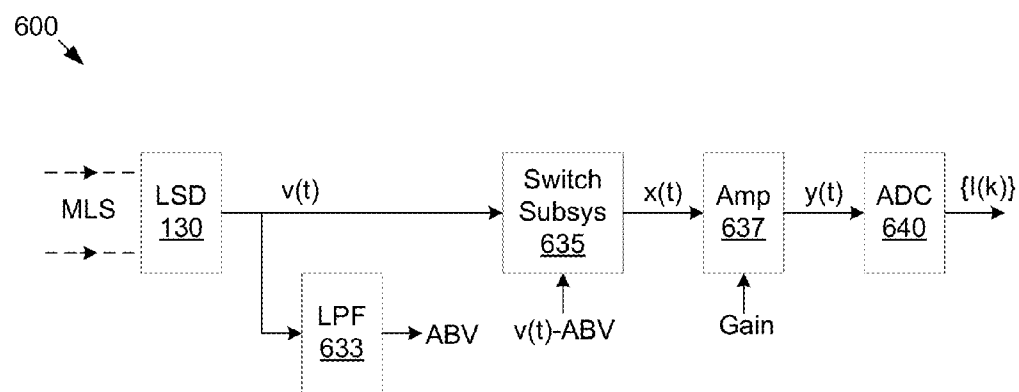 600
MLS
LSD
130
v(t)
LPF
633
ABV
Switch
Subsys
635
v(t)-ABV
x(t)
Amp
637
Gain
y(t)
ADC
640
{I(k)}